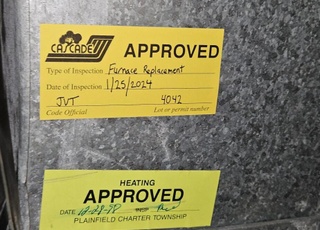 CASCADE APPROVED
Type of Inspection Furnace Replacement
Date of Inspection 1/25/2024
JVT 4042
Code Official Lot or permit number
HEATING
APPROVED
DATE INSP
PLAINFIELD CHARTER TOWNSHIP